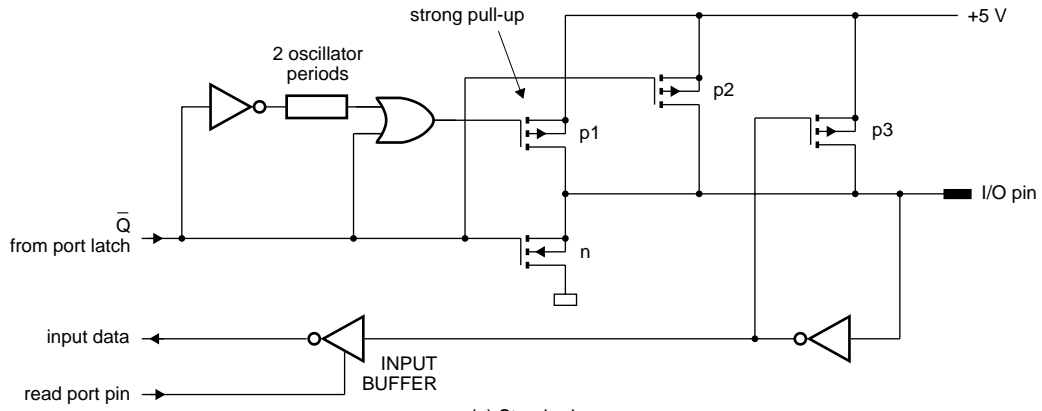 strong pull-up
+5 V
2 oscillator
periods
p2
p1
p3
I/O pin
Q̅
from port latch
n
input data
INPUT
BUFFER
read port pin